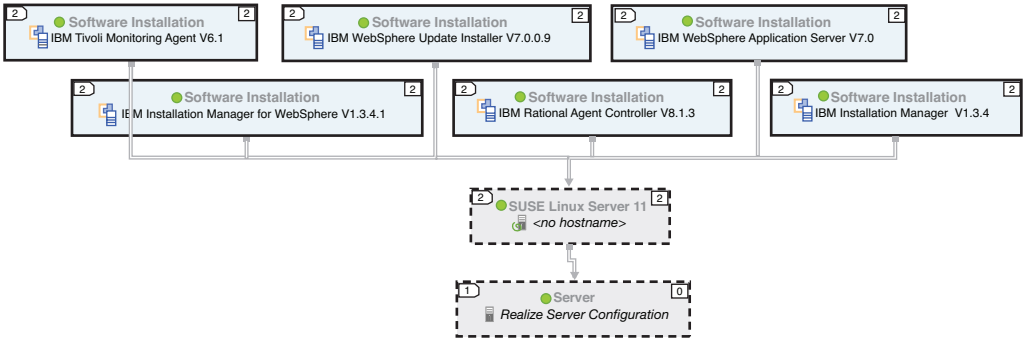 2 Software Installation 2
IBM Tivoli Monitoring Agent V6.1
2 Software Installation 2
IBM WebSphere Update Installer V7.0.0.9
2 Software Installation 2
IBM WebSphere Application Server V7.0
2 Software Installation 2
IBM Installation Manager for WebSphere V1.3.4.1
2 Software Installation 2
IBM Rational Agent Controller V8.1.3
2 Software Installation 2
IBM Installation Manager V1.3.4
2 SUSE Linux Server 11 2
<no hostname>
1 Server 0
Realize Server Configuration